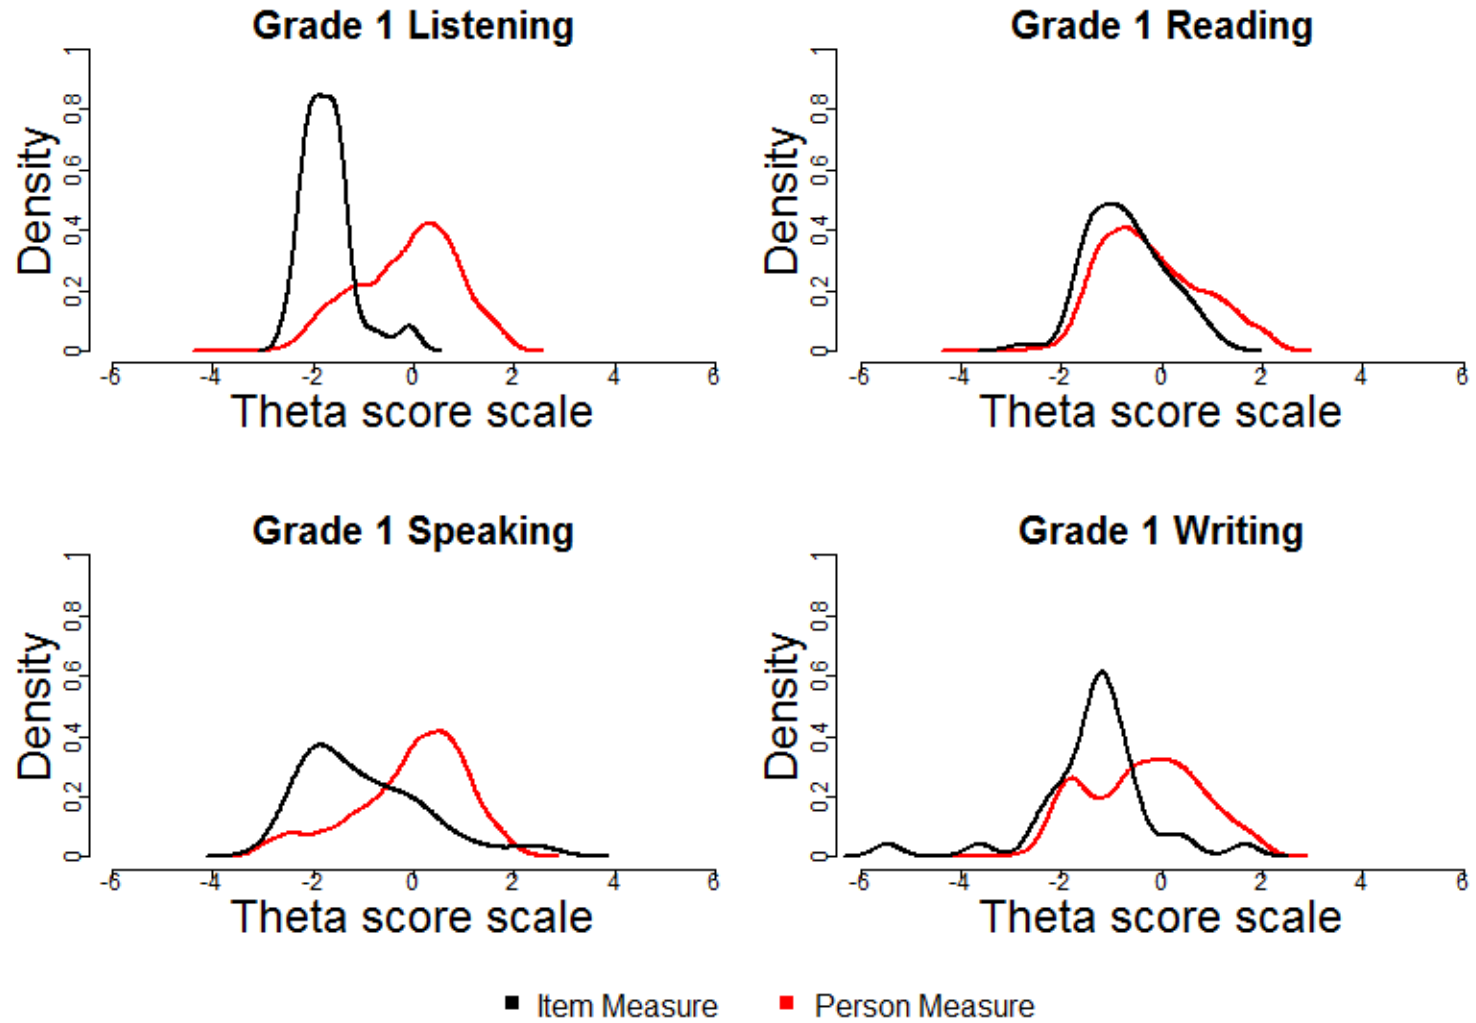 Grade 1 Listening
Density
0 0.2 0.4 0.6 0.8 1
-6 -4 -2 0 2 4 6
Theta score scale
Grade 1 Reading
Density
0 0.2 0.4 0.6 0.8 1
-6 -4 -2 0 2 4 6
Theta score scale
Grade 1 Speaking
Density
0 0.2 0.4 0.6 0.8 1
-6 -4 -2 0 2 4 6
Theta score scale
Grade 1 Writing
Density
0 0.2 0.4 0.6 0.8 1
-6 -4 -2 0 2 4 6
Theta score scale
Item Measure
Person Measure